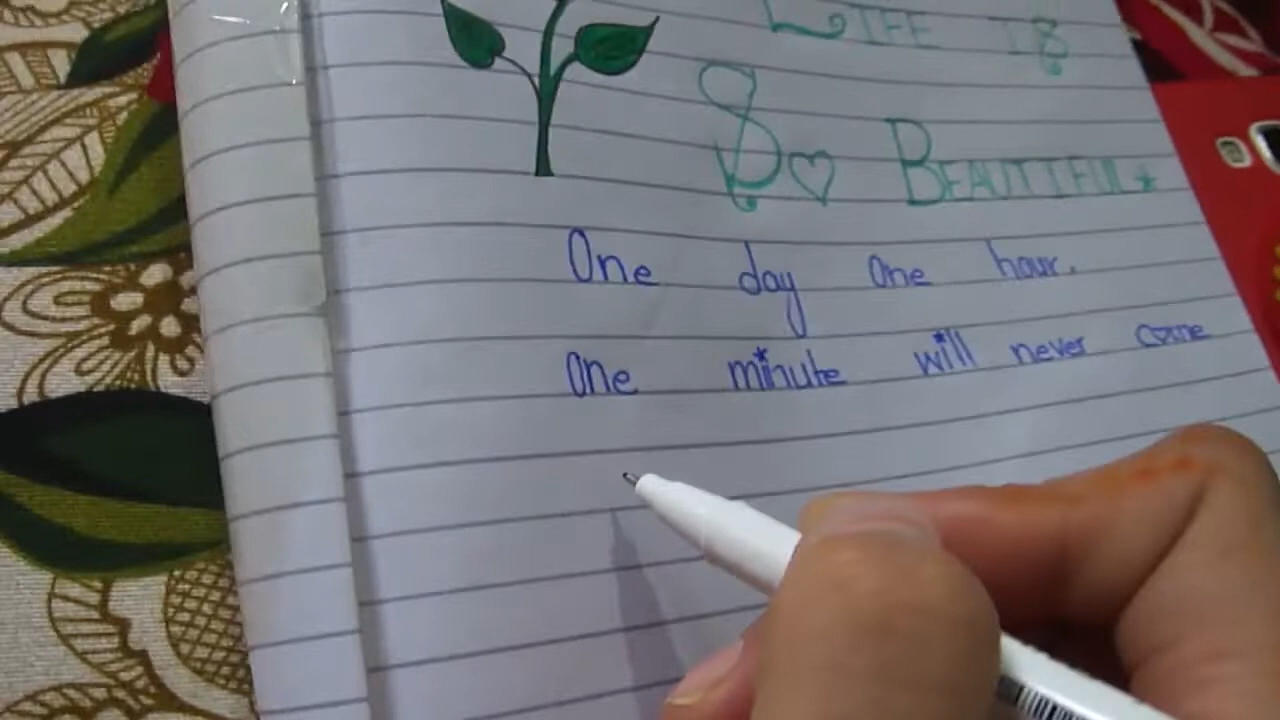 LIFE IS
So BEAUTIFUL
One day One hour.
One minute will never come